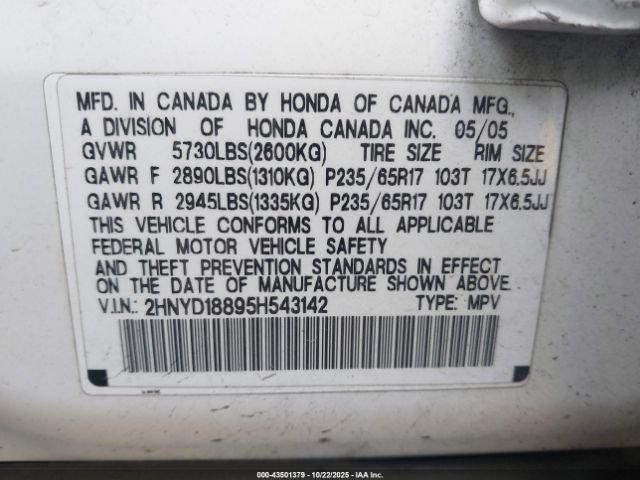 MFD. IN CANADA BY HONDA OF CANADA MFG.,
A DIVISION OF HONDA CANADA INC. 05/05
GVWR 5730LBS(2600KG) TIRE SIZE RIM SIZE
GAWR F 2890LBS(1310KG) P235/65R17 103T 17X6.5JJ
GAWR R 2945LBS(1335KG) P235/65R17 103T 17X6.5JJ
THIS VEHICLE CONFORMS TO ALL APPLICABLE
FEDERAL MOTOR VEHICLE SAFETY
AND THEFT PREVENTION STANDARDS IN EFFECT
ON THE DATE OF MANUFACTURE SHOWN ABOVE.
V.I.N.: 2HNYD18895H543142 TYPE: MPV
000-43501379 | 10/22/2025 | IAA Inc.